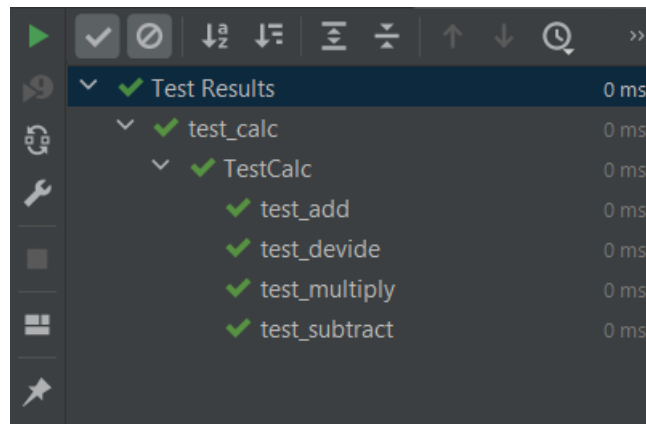 Test Results 0 ms
test_calc 0 ms
TestCalc 0 ms
test_add 0 ms
test_devide 0 ms
test_multiply 0 ms
test_subtract 0 ms